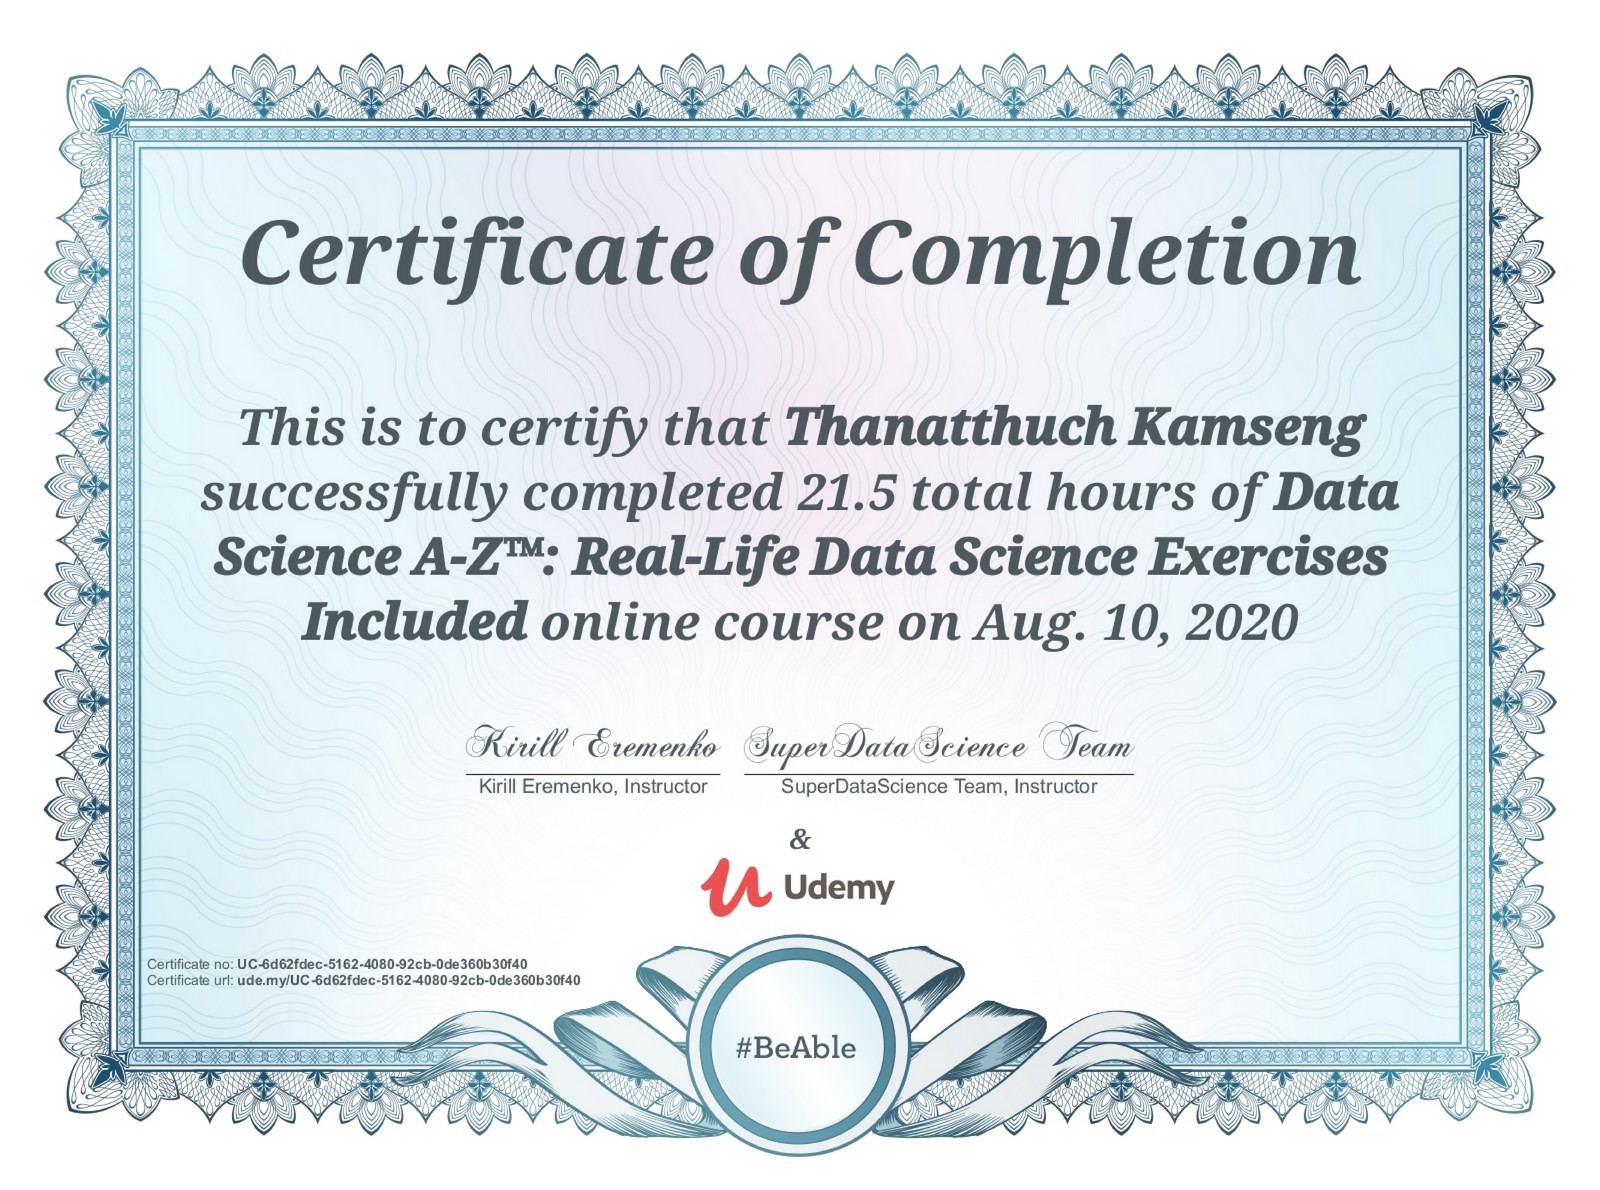 Certificate of Completion
This is to certify that Thanatthuch Kamseng
successfully completed 21.5 total hours of Data
Science A-Z™: Real-Life Data Science Exercises
Included online course on Aug. 10, 2020
Kirill Eremenko SuperDataScience Team
Kirill Eremenko, Instructor SuperDataScience Team, Instructor
&
Udemy
Certificate no: UC-6d62fdec-5162-4080-92cb-0de360b30f40
Certificate url: ude.my/UC-6d62fdec-5162-4080-92cb-0de360b30f40
#BeAble